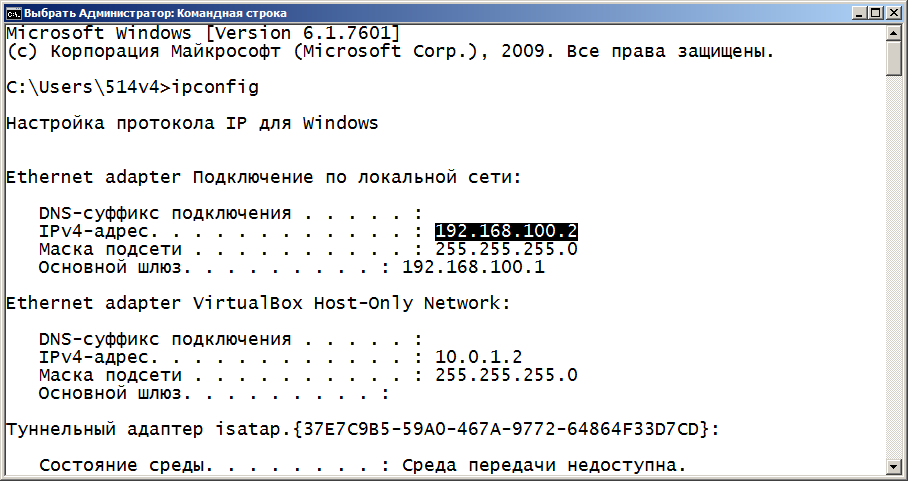 Выбрать Администратор: Командная строка
Microsoft Windows [Version 6.1.7601]
(c) Корпорация Майкрософт (Microsoft Corp.), 2009. Все права защищены.
C:\Users\514v4>ipconfig
Настройка протокола IP для Windows
Ethernet adapter Подключение по локальной сети:
DNS-суффикс подключения . . . . . :
IPv4-адрес. . . . . . . . . . . . : 192.168.100.2
Маска подсети . . . . . . . . . . : 255.255.255.0
Основной шлюз. . . . . . . . . : 192.168.100.1
Ethernet adapter VirtualBox Host-Only Network:
DNS-суффикс подключения . . . . . :
IPv4-адрес. . . . . . . . . . . . : 10.0.1.2
Маска подсети . . . . . . . . . . : 255.255.255.0
Основной шлюз. . . . . . . . . :
Туннельный адаптер isatap.{37E7C9B5-59A0-467A-9772-64864F33D7CD}:
Состояние среды. . . . . . . . : Среда передачи недоступна.